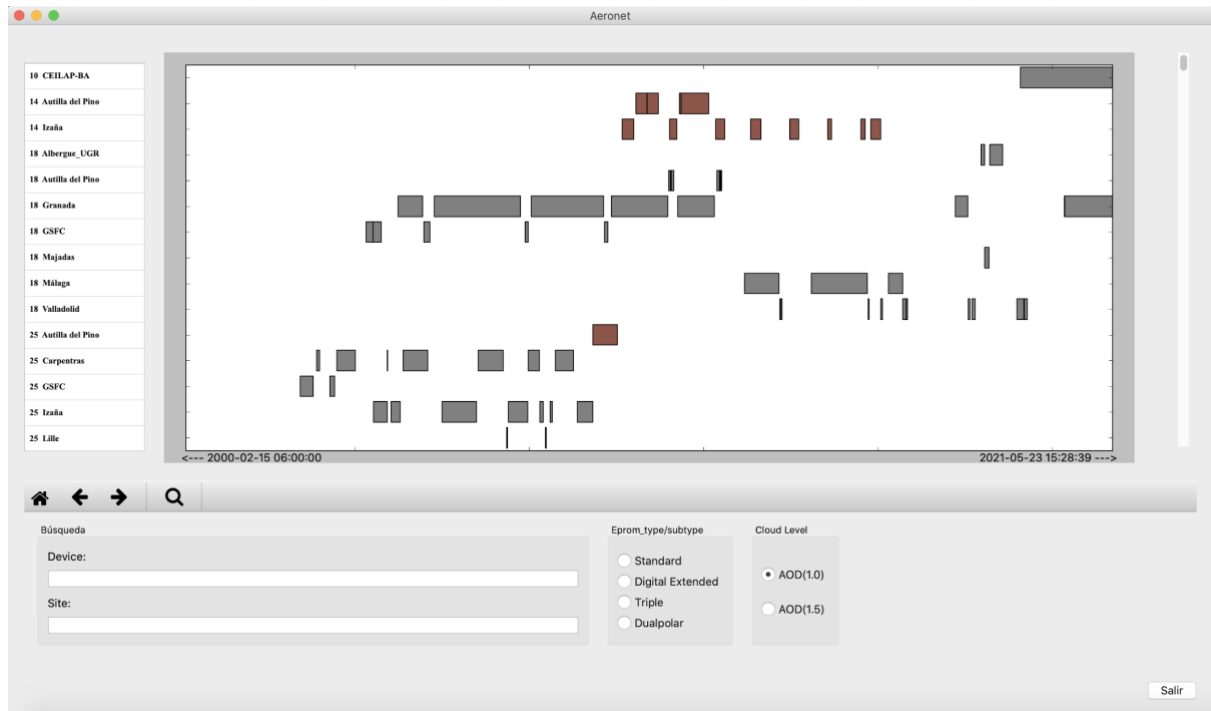 Aeronet
10 CEILAP-BA
14 Autilla del Pino
14 Izaña
18 Albergue_UGR
18 Autilla del Pino
18 Granada
18 GSFC
18 Majadas
18 Málaga
18 Valladolid
25 Autilla del Pino
25 Carpentras
25 GSFC
25 Izaña
25 Lille
<--- 2000-02-15 06:00:00
2021-05-23 15:28:39 --->
Búsqueda
Device:
Site:
Eprom_type/subtype
Standard
Digital Extended
Triple
Dualpolar
Cloud Level
AOD(1.0)
AOD(1.5)
Salir